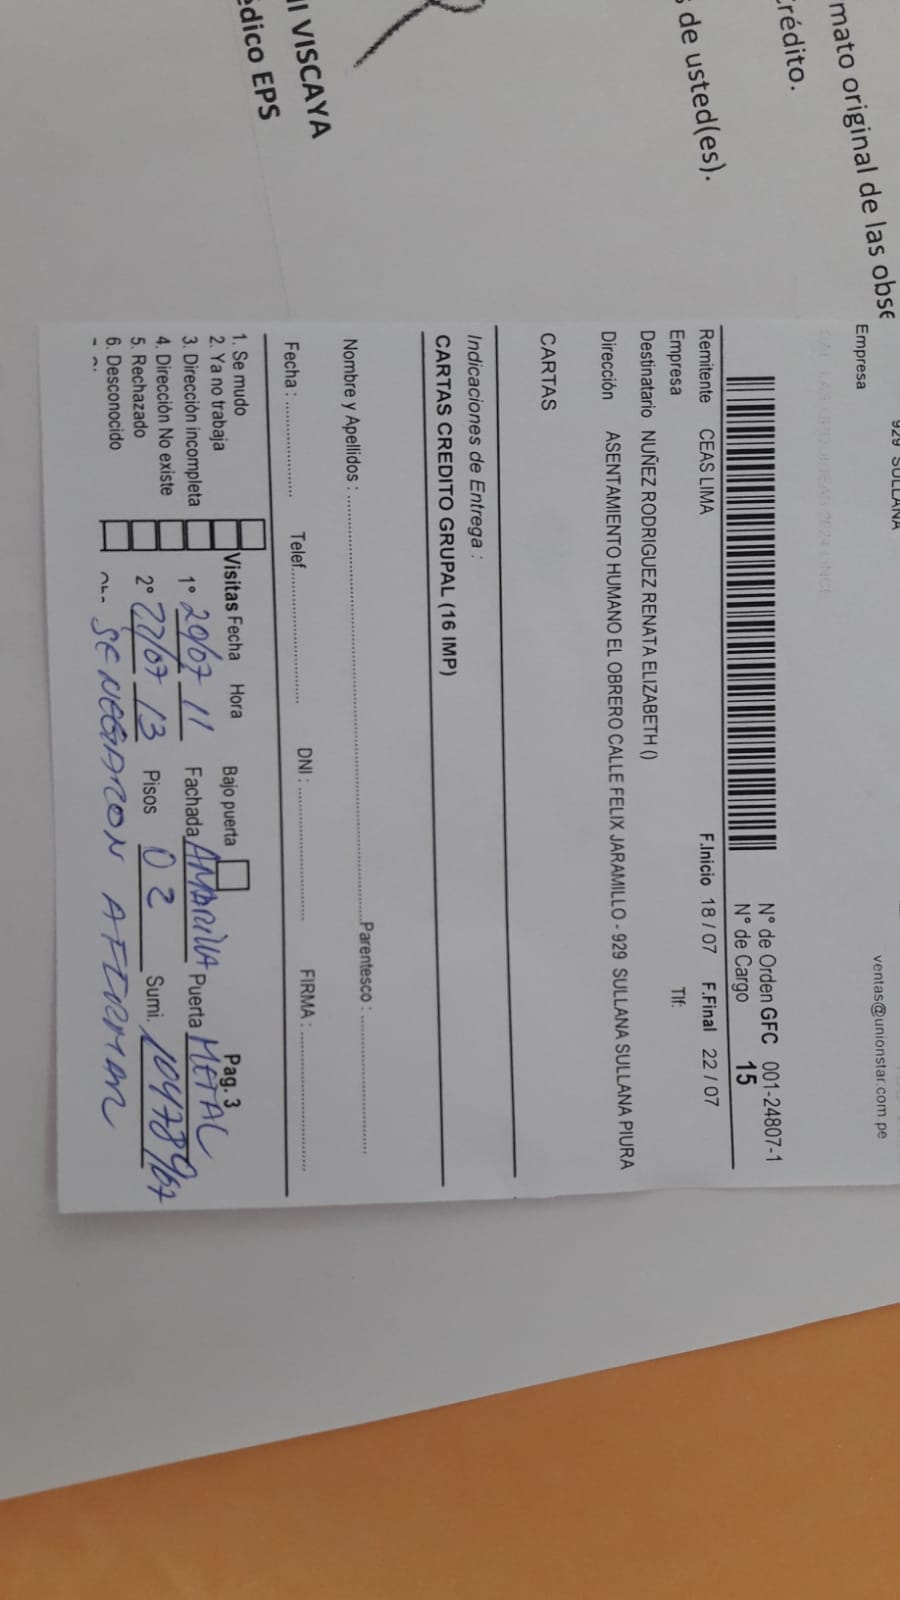 mato original de las obse
Crédito.
s de usted(es).
II VISCAYA
édico EPS
929 SULLANA
Empresa
ventas@unionstar.com.pe
N° de Orden GFC 001-24807-1
N° de Cargo 15
Remitente CEAS LIMA F.Inicio 18 / 07 F.Final 22 / 07
Empresa Tlf:
Destinatario NUÑEZ RODRIGUEZ RENATA ELIZABETH ()
Dirección ASENTAMIENTO HUMANO EL OBRERO CALLE FELIX JARAMILLO - 929 SULLANA SULLANA PIURA
CARTAS
Indicaciones de Entrega :
CARTAS CREDITO GRUPAL (16 IMP)
Nombre y Apellidos : Parentesco :
Fecha : Telef. DNI : FIRMA :
1. Se mudo Visitas Fecha Hora Bajo puerta Pag. 3
2. Ya no trabaja
3. Dirección incompleta 1° 20/07 11 Fachada AMARILLA Puerta METAL
4. Dirección No existe
5. Rechazado 2° 22/07 13 Pisos 02 Sumi.
6. Desconocido SE NEGARON A FIRMAR